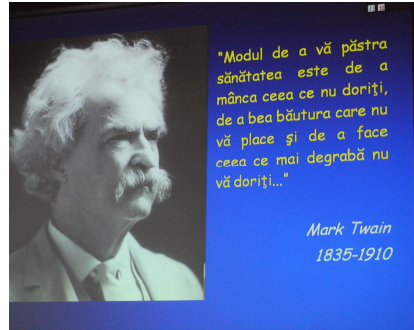 “Modul de a vă păstra
sănătatea este de a
mânca ceea ce nu doriţi,
de a bea băutura care nu
vă place şi de a face
ceea ce mai degrabă nu
vă doriţi...”
Mark Twain
1835-1910